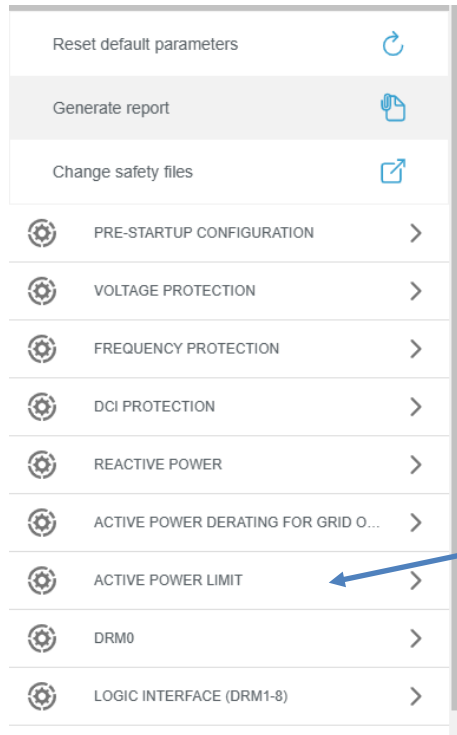 Reset default parameters
Generate report
Change safety files
PRE-STARTUP CONFIGURATION
VOLTAGE PROTECTION
FREQUENCY PROTECTION
DCI PROTECTION
REACTIVE POWER
ACTIVE POWER DERATING FOR GRID O...
ACTIVE POWER LIMIT
DRM0
LOGIC INTERFACE (DRM1-8)